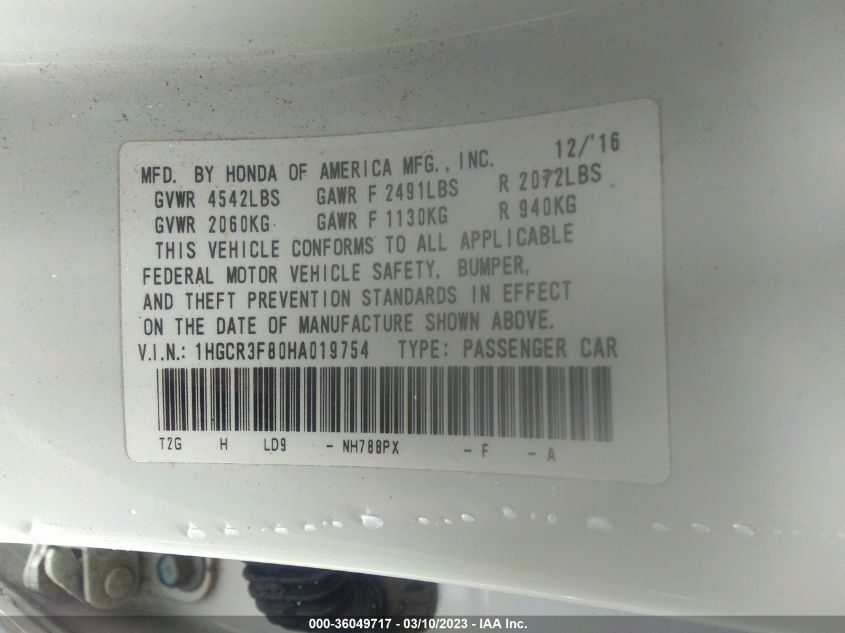 MFD. BY HONDA OF AMERICA MFG., INC. 12/'16
GVWR 4542LBS GAWR F 2491LBS R 2072LBS
GVWR 2060KG GAWR F 1130KG R 940KG
THIS VEHICLE CONFORMS TO ALL APPLICABLE
FEDERAL MOTOR VEHICLE SAFETY, BUMPER,
AND THEFT PREVENTION STANDARDS IN EFFECT
ON THE DATE OF MANUFACTURE SHOWN ABOVE.
V.I.N.: 1HGCR3F80HA019754 TYPE: PASSENGER CAR
T2G H LD9 - NH788PX - F - A
000-36049717 - 03/10/2023 - IAA Inc.